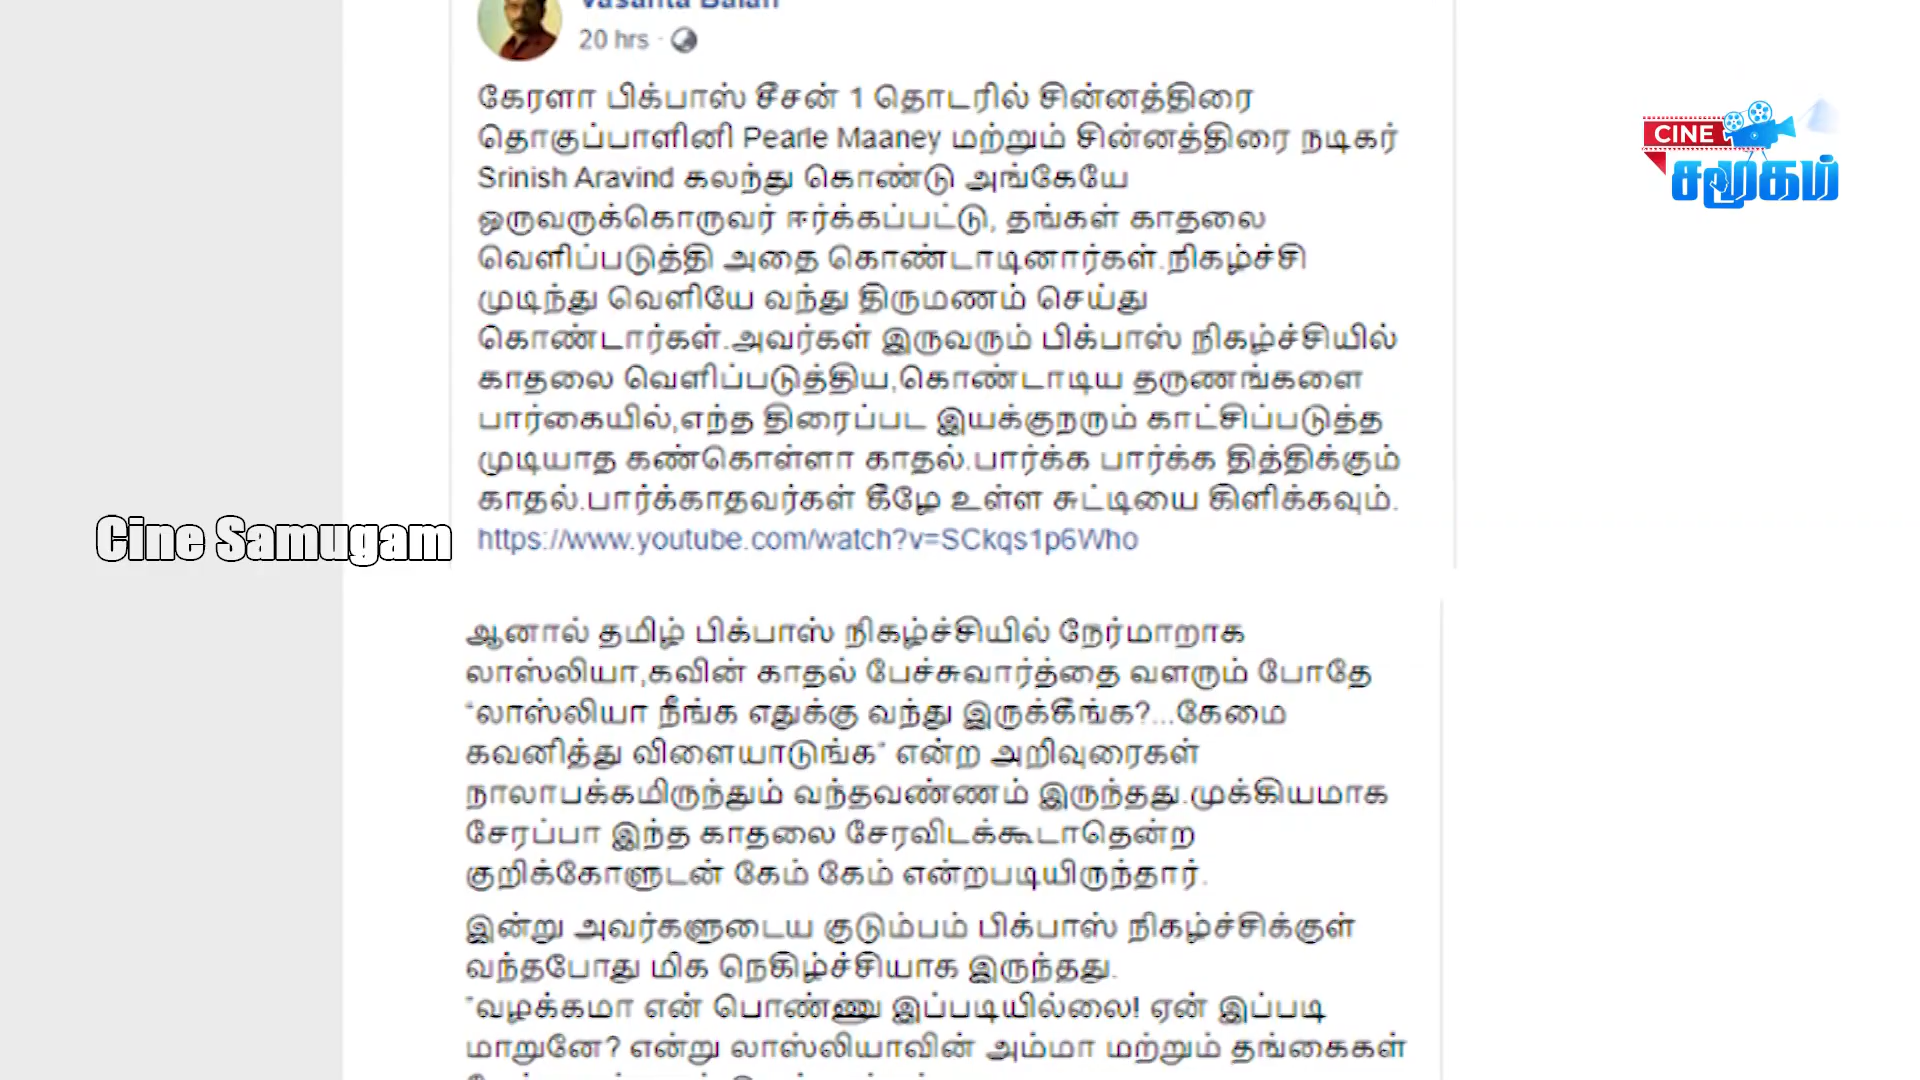 Vasanta Balan
20 hrs ·
கேரளா பிக்பாஸ் சீசன் 1 தொடரில் சின்னத்திரை
தொகுப்பாளினி Pearle Maaney மற்றும் சின்னத்திரை நடிகர்
Srinish Aravind கலந்து கொண்டு அங்கேயே
ஒருவருக்கொருவர் ஈர்க்கப்பட்டு, தங்கள் காதலை
வெளிப்படுத்தி அதை கொண்டாடினார்கள்.நிகழ்ச்சி
முடிந்து வெளியே வந்து திருமணம் செய்து
கொண்டார்கள்.அவர்கள் இருவரும் பிக்பாஸ் நிகழ்ச்சியில்
காதலை வெளிப்படுத்திய,கொண்டாடிய தருணங்களை
பார்கையில்,எந்த திரைப்பட இயக்குநரும் காட்சிப்படுத்த
முடியாத கண்கொள்ளா காதல்.பார்க்க பார்க்க தித்திக்கும்
காதல்.பார்க்காதவர்கள் கீழே உள்ள சுட்டியை கிளிக்கவும்.
https://www.youtube.com/watch?v=SCkqs1p6Who
ஆனால் தமிழ் பிக்பாஸ் நிகழ்ச்சியில் நேர்மாறாக
லாஸ்லியா,கவின் காதல் பேச்சுவார்த்தை வளரும் போதே
"லாஸ்லியா நீங்க எதுக்கு வந்து இருக்கீங்க?...கேமை
கவனித்து விளையாடுங்க" என்ற அறிவுரைகள்
நாலாபக்கமிருந்தும் வந்தவண்ணம் இருந்தது.முக்கியமாக
சேரப்பா இந்த காதலை சேரவிடக்கூடாதென்ற
குறிக்கோளுடன் கேம் கேம் என்றபடியிருந்தார்.
இன்று அவர்களுடைய குடும்பம் பிக்பாஸ் நிகழ்ச்சிக்குள்
வந்தபோது மிக நெகிழ்ச்சியாக இருந்தது.
"வழக்கமா என் பொண்ணு இப்படியில்லை! ஏன் இப்படி
மாறுனே? என்று லாஸ்லியாவின் அம்மா மற்றும் தங்கைகள்
CINE
சமூகம்
Cine Samugam